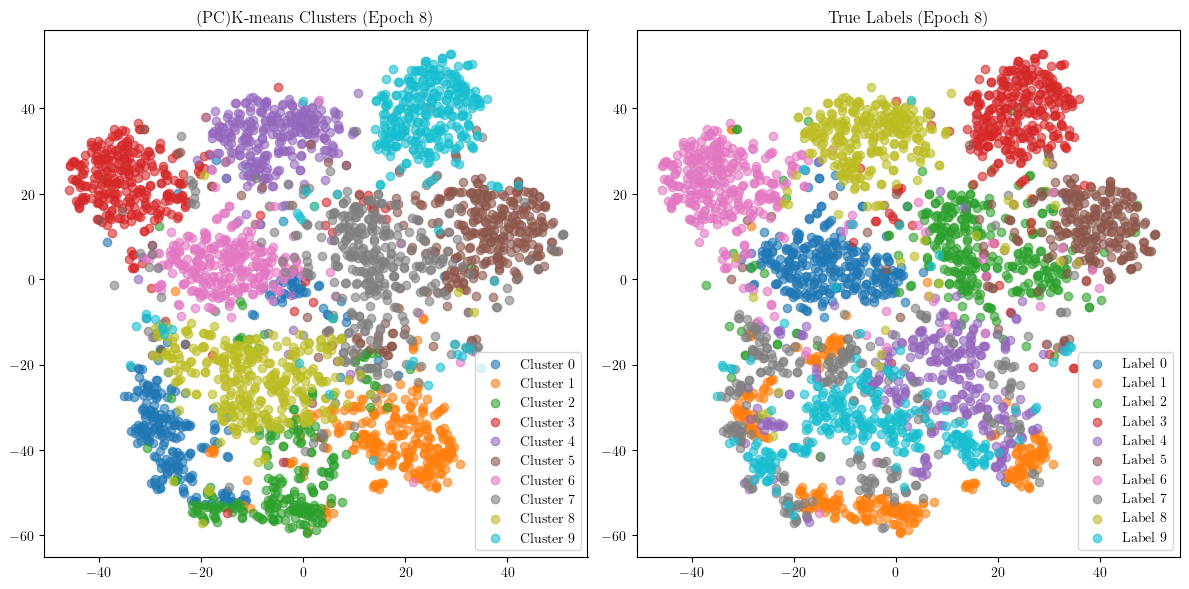 (PC)K-means Clusters (Epoch 8)
40
20
0
−20
−40
−60
−40
−20
0
20
40
Cluster 0
Cluster 1
Cluster 2
Cluster 3
Cluster 4
Cluster 5
Cluster 6
Cluster 7
Cluster 8
Cluster 9
True Labels (Epoch 8)
40
20
0
−20
−40
−60
−40
−20
0
20
40
Label 0
Label 1
Label 2
Label 3
Label 4
Label 5
Label 6
Label 7
Label 8
Label 9